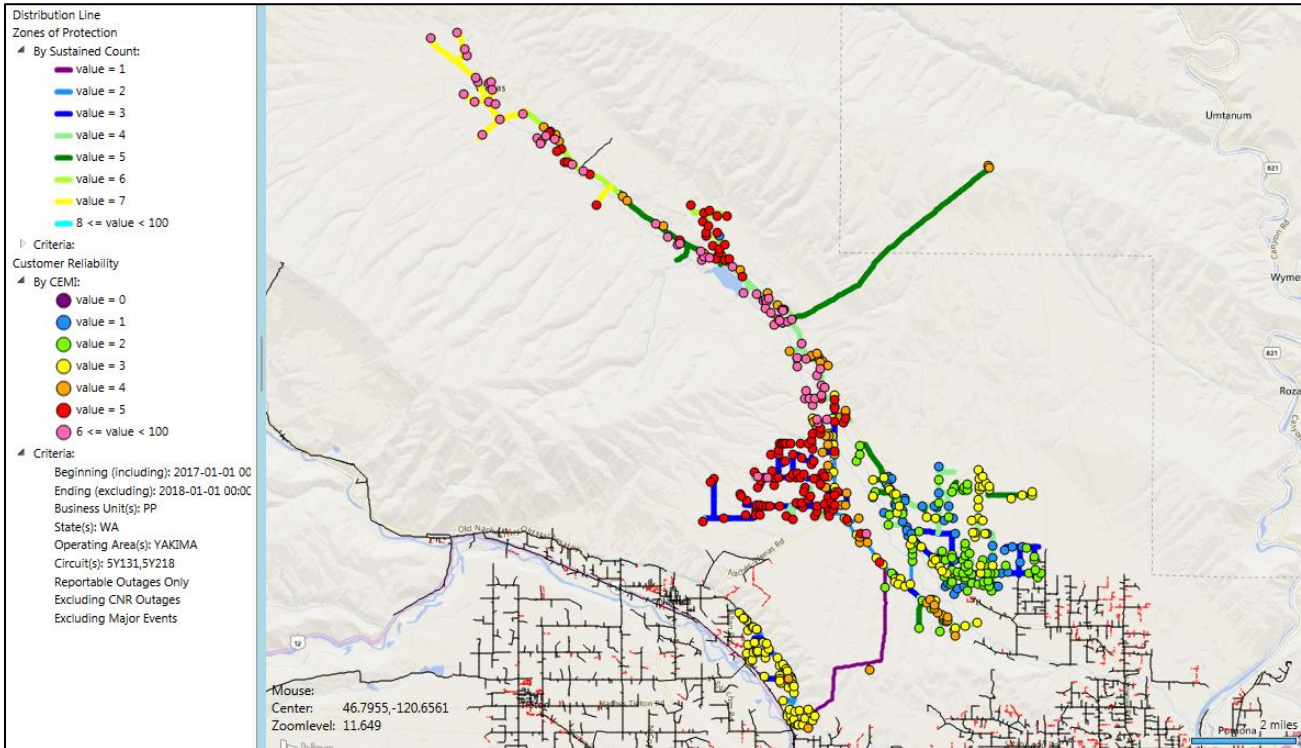 Distribution Line
Zones of Protection
By Sustained Count:
value = 1
value = 2
value = 3
value = 4
value = 5
value = 6
value = 7
8 <= value < 100
Criteria:
Customer Reliability
By CEMI:
value = 0
value = 1
value = 2
value = 3
value = 4
value = 5
6 <= value < 100
Criteria:
Beginning (including): 2017-01-01 00
Ending (excluding): 2018-01-01 00:00
Business Unit(s): PP
State(s): WA
Operating Area(s): YAKIMA
Circuit(s): 5Y131,5Y218
Reportable Outages Only
Excluding CNR Outages
Excluding Major Events
Umtanum
821
Canyon Rd
Wymer
821
Roza
Canyon
Old Naches
12
Mouse:
Center: 46.7955,-120.6561
Zoomlevel: 11.649
Pomona
2 miles